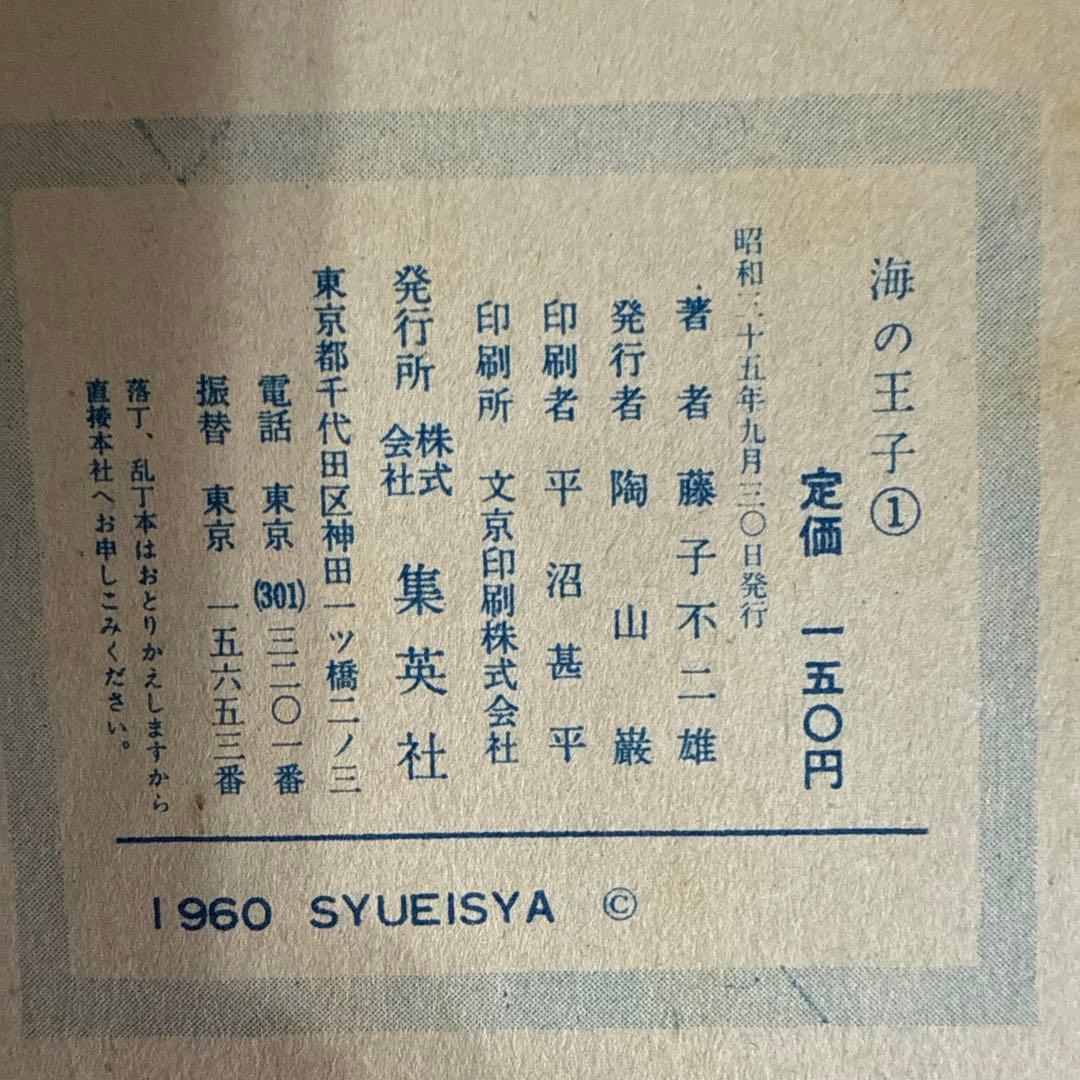 海の王子①
定価 一五〇円
昭和三十五年九月三〇日発行
著者 藤子不二雄
発行者 陶山巌
印刷者 平沼甚平
印刷所 文京印刷株式会社
発行所 株式会社 集英社
東京都千代田区神田一ツ橋二ノ三
電話 東京 (301) 三二〇一番
振替 東京 一五六五三番
落丁、乱丁本はおとりかえしますから
直接本社へお申しこみください。
1960 SYUEISYA ©